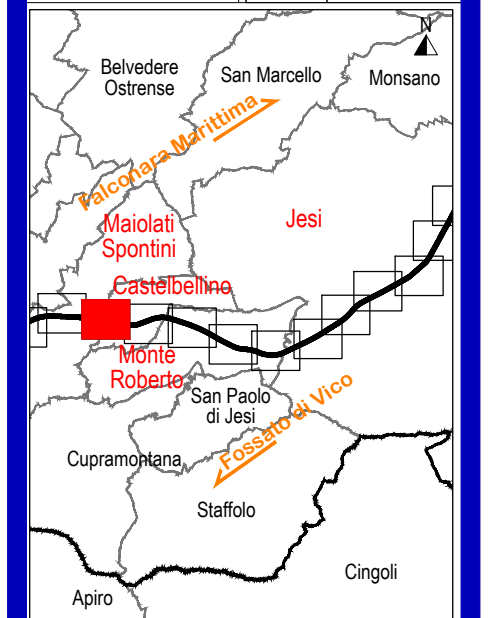 N
Belvedere
Ostrense
San Marcello
Monsano
Falconara Marittima
Maiolati
Spontini
Jesi
Castelbellino
Monte
Roberto
San Paolo
di Jesi
Fossato di Vico
Cupramontana
Staffolo
Cingoli
Apiro